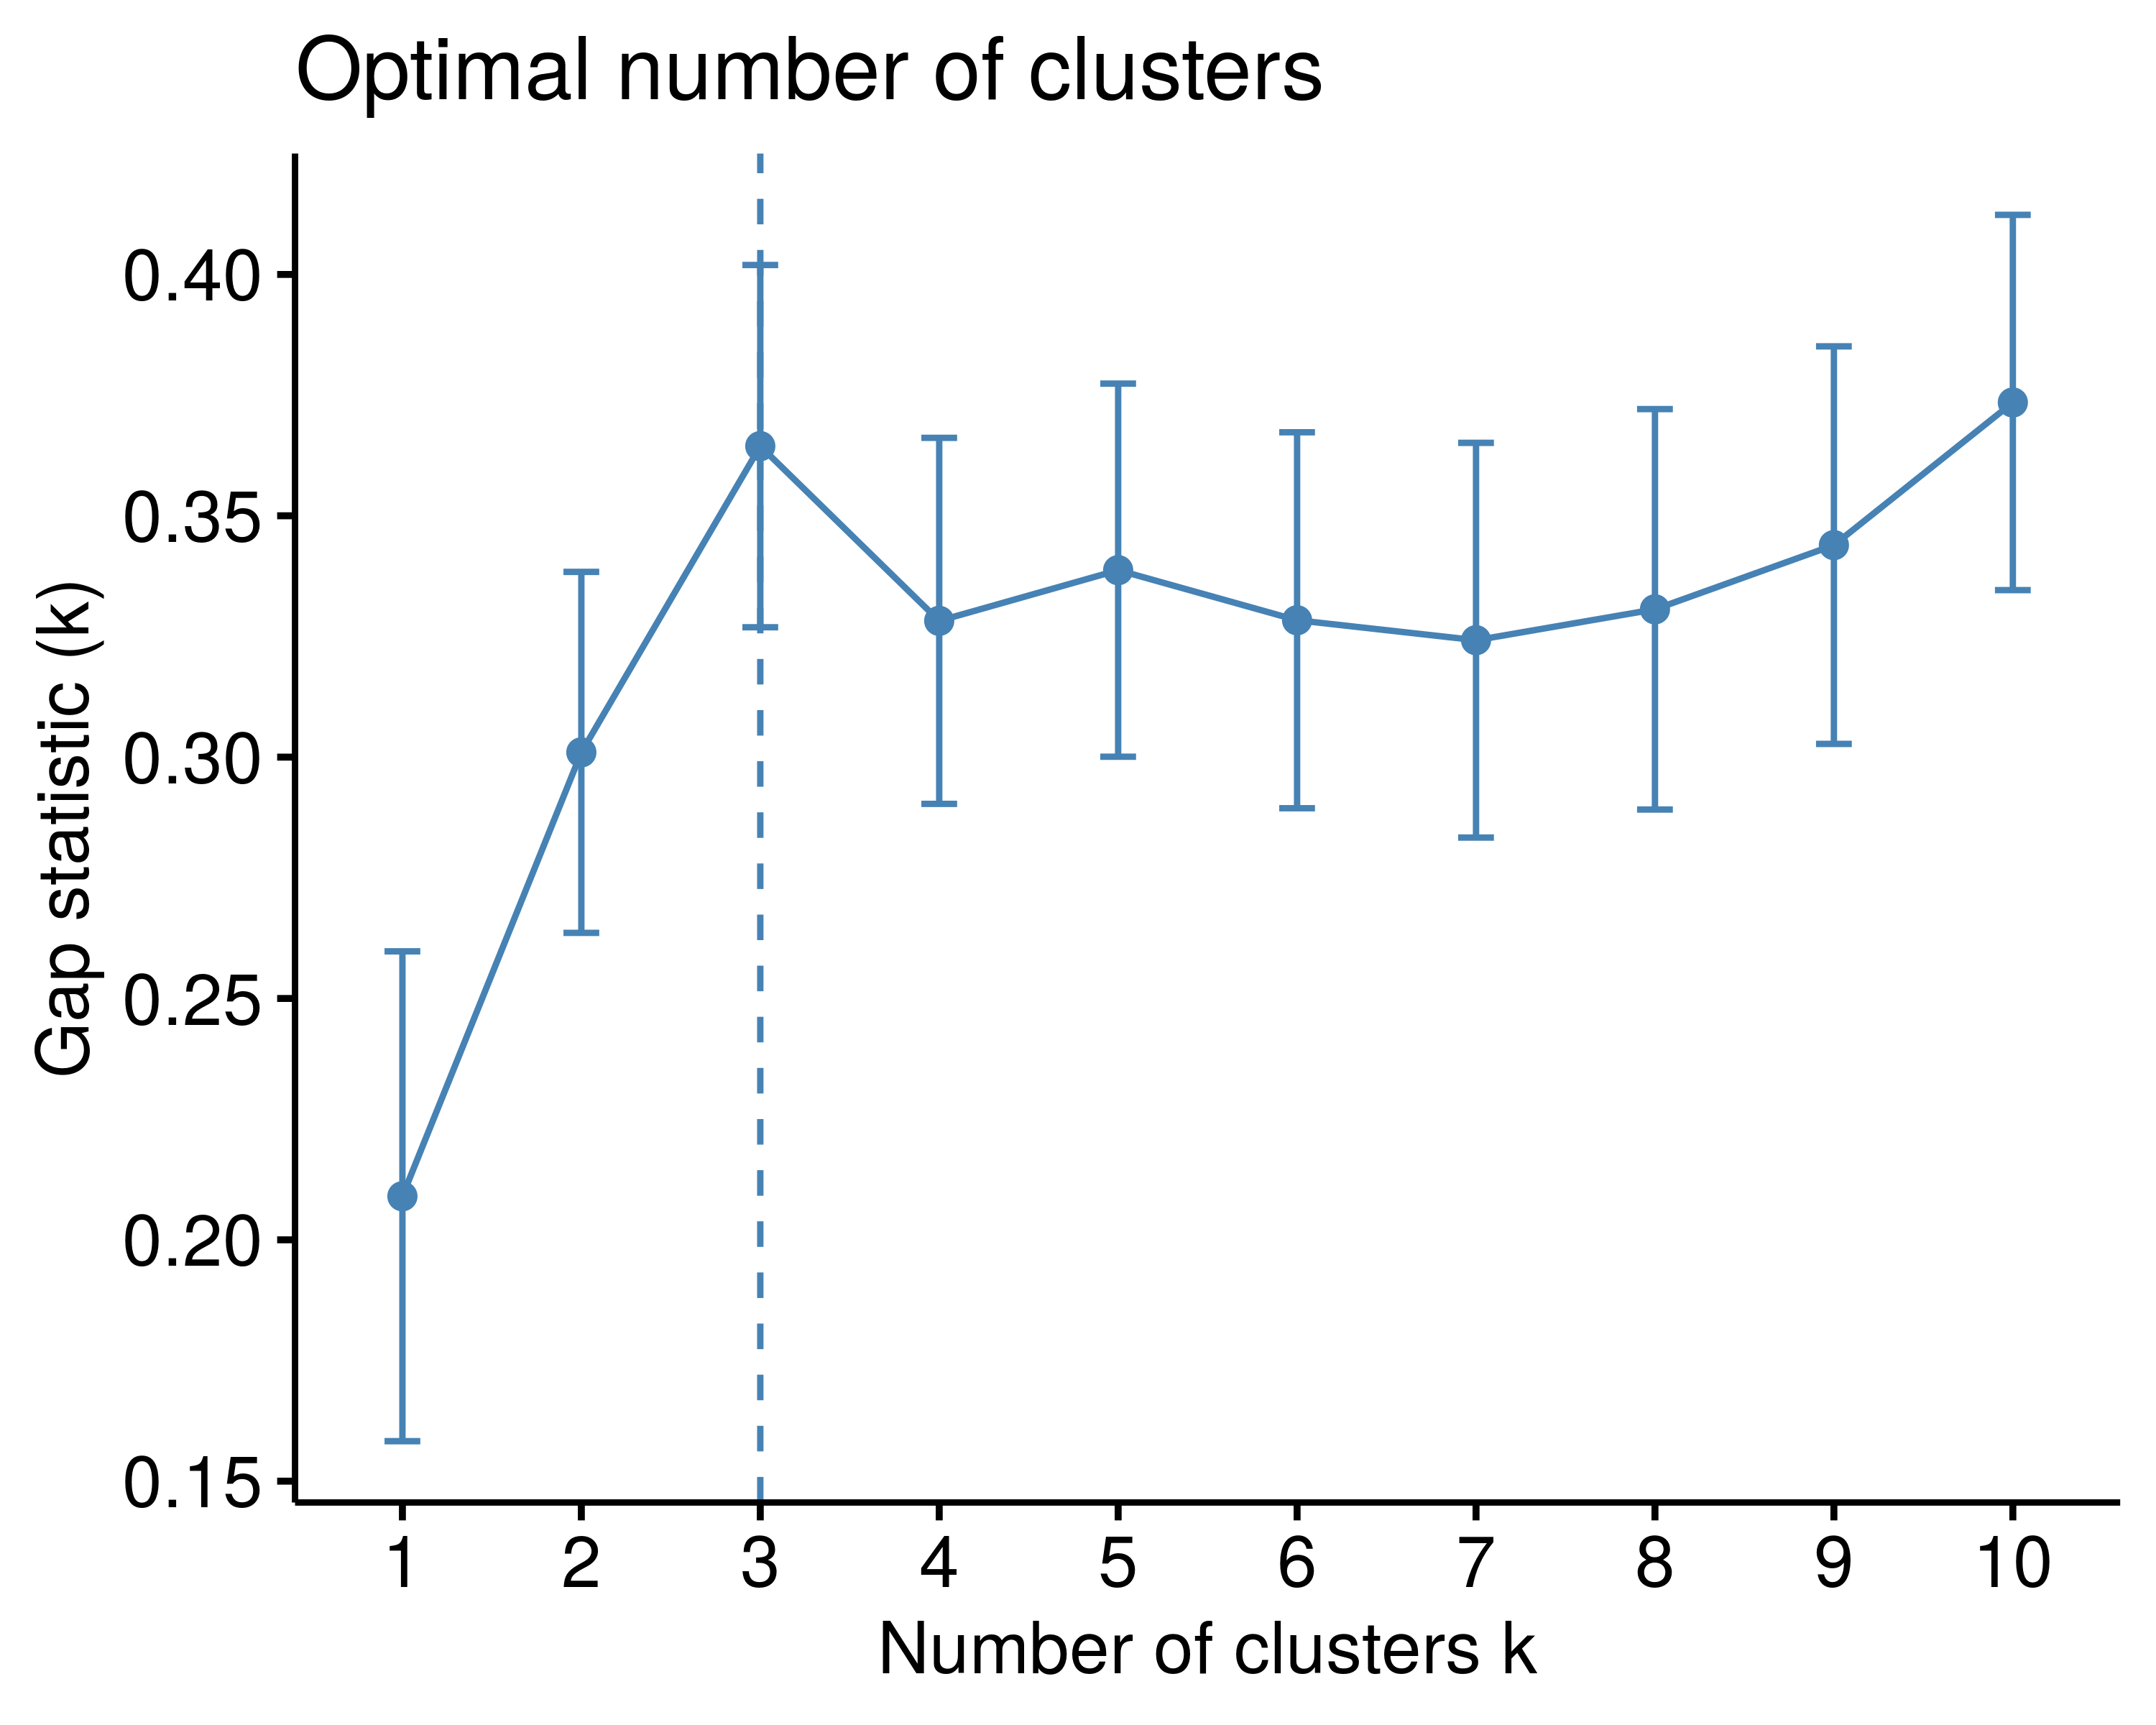 Optimal number of clusters
Gap statistic (k)
0.40
0.35
0.30
0.25
0.20
0.15
1 2 3 4 5 6 7 8 9 10
Number of clusters k